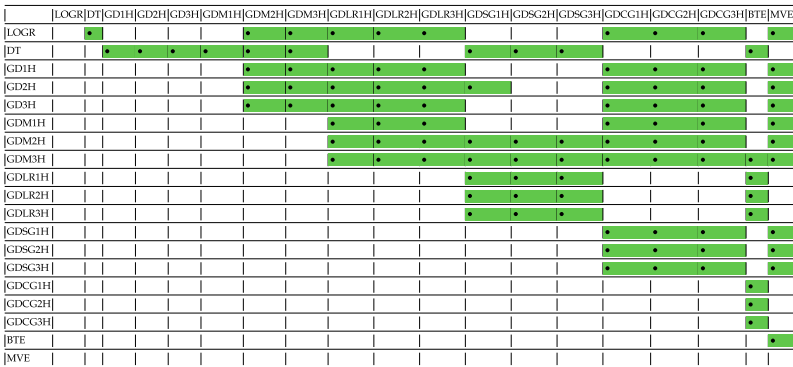 LOGR DT GD1H GD2H GD3H GDM1H GDM2H GDM3H GDLR1H GDLR2H GDLR3H GDSG1H GDSG2H GDSG3H GDCG1H GDCG2H GDCG3H BTE MVE
LOGR • • • • • • • • • •
DT • • • • • • • • • •
GD1H • • • • • • • • •
GD2H • • • • • • • • • •
GD3H • • • • • • • • •
GDM1H • • • • • • •
GDM2H • • • • • • • • • •
GDM3H • • • • • • • • • • •
GDLR1H • • • •
GDLR2H • • • •
GDLR3H • • • •
GDSG1H • • • •
GDSG2H • • • •
GDSG3H • • • •
GDCG1H •
GDCG2H •
GDCG3H •
BTE •
MVE